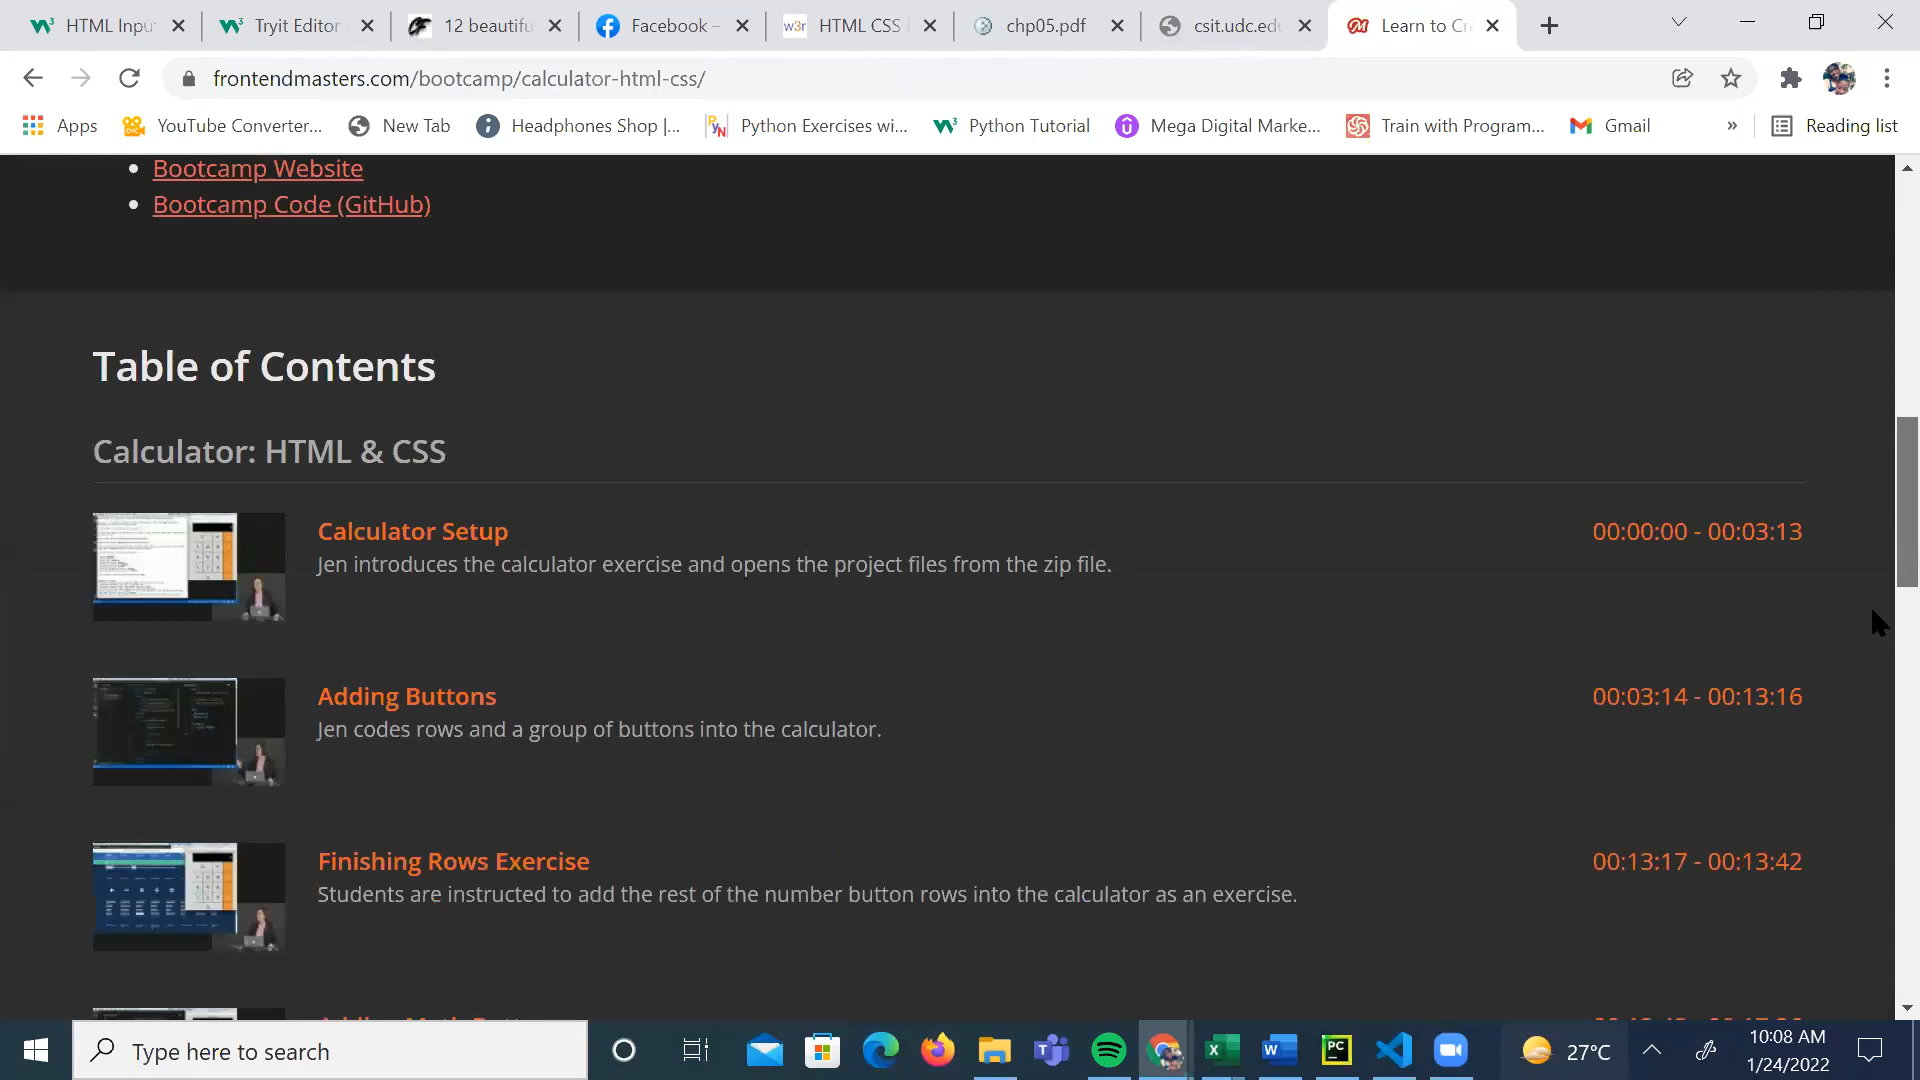 HTML Inpu
Tryit Editor
12 beautifu
Facebook –
w3r HTML CSS
chp05.pdf
csit.udc.ed
Learn to Cr
frontendmasters.com/bootcamp/calculator-html-css/
Apps
YouTube Converter...
New Tab
Headphones Shop |...
Python Exercises wi...
Python Tutorial
Mega Digital Marke...
Train with Program...
Gmail
»
Reading list
Bootcamp Website
Bootcamp Code (GitHub)
Table of Contents
Calculator: HTML & CSS
Calculator Setup 00:00:00 - 00:03:13
Jen introduces the calculator exercise and opens the project files from the zip file.
Adding Buttons 00:03:14 - 00:13:16
Jen codes rows and a group of buttons into the calculator.
Finishing Rows Exercise 00:13:17 - 00:13:42
Students are instructed to add the rest of the number button rows into the calculator as an exercise.
Type here to search
27°C
10:08 AM
1/24/2022